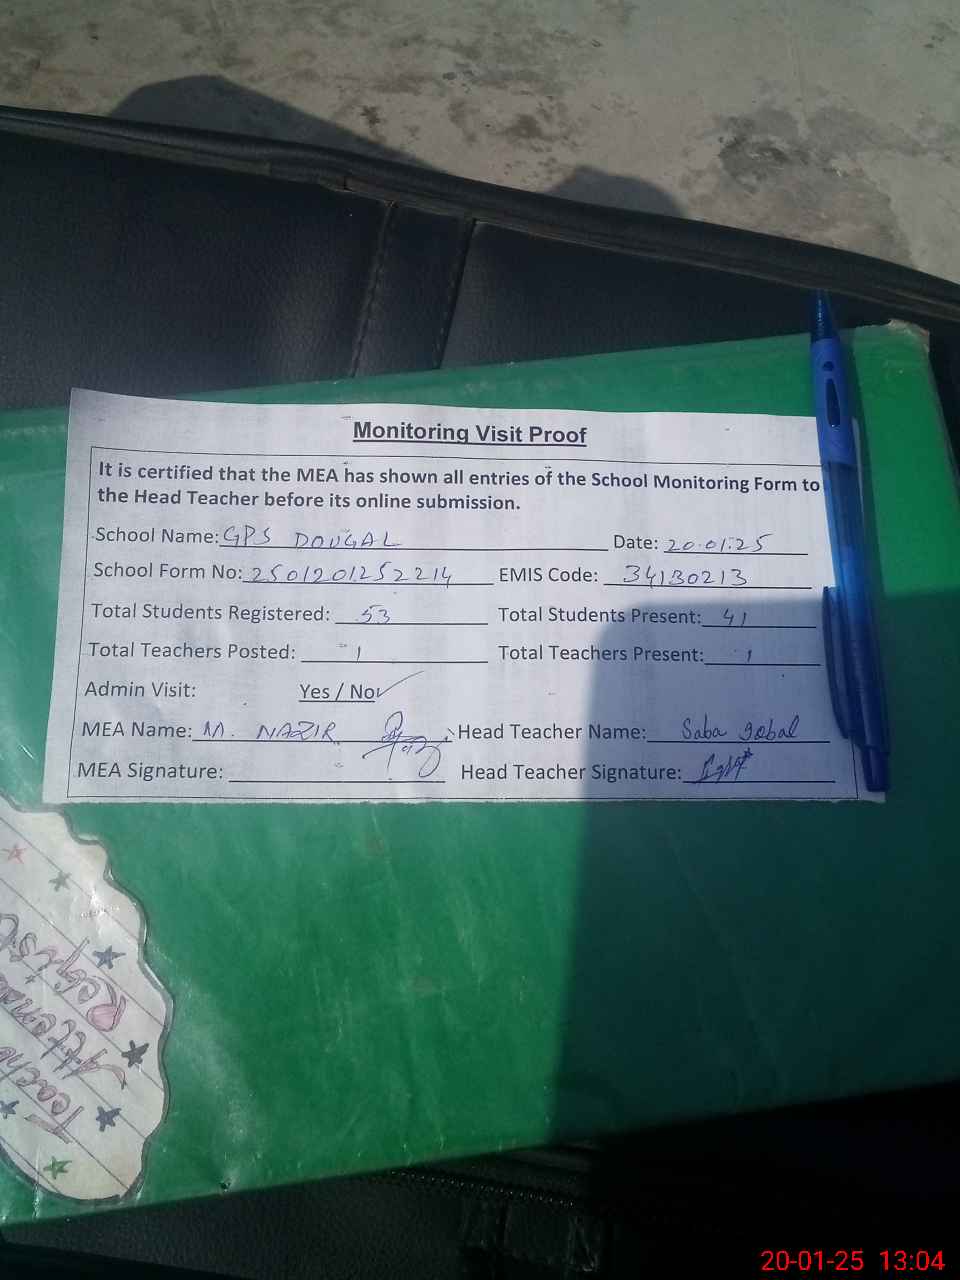 Monitoring Visit Proof
It is certified that the MEA has shown all entries of the School Monitoring Form to
the Head Teacher before its online submission.
School Name: GPS DOUGAL Date: 20.01.25
School Form No: 2501201252214 EMIS Code: 34130213
Total Students Registered: 53 Total Students Present: 41
Total Teachers Posted: 1 Total Teachers Present: 1
Admin Visit: Yes / No✓
MEA Name: M. NAZIR Head Teacher Name: Saba Iqbal
MEA Signature: Head Teacher Signature:
Teacher
Attendance
Register
20-01-25 13:04